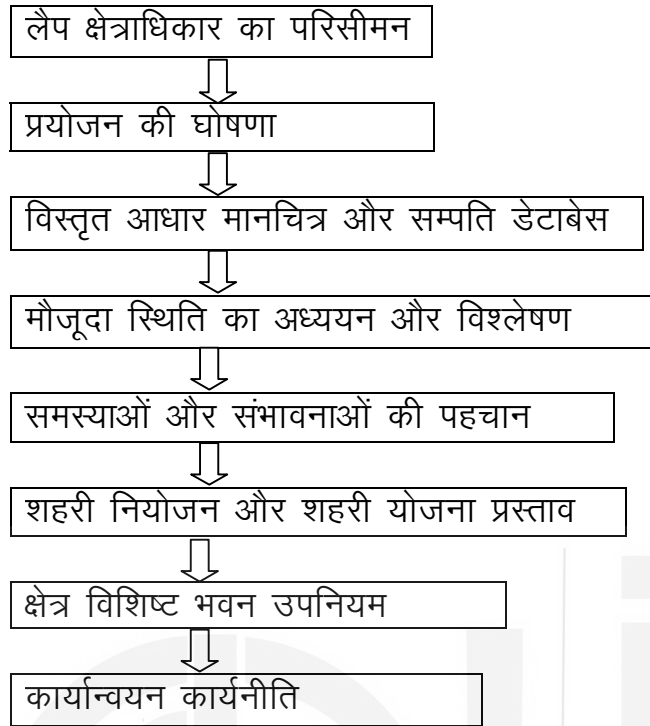 लैप क्षेत्राधिकार का परिसीमन
प्रयोजन की घोषणा
विस्तृत आधार मानचित्र और सम्पति डेटाबेस
मौजूदा स्थिति का अध्ययन और विश्लेषण
समस्याओं और संभावनाओं की पहचान
शहरी नियोजन और शहरी योजना प्रस्ताव
क्षेत्र विशिष्ट भवन उपनियम
कार्यान्वयन कार्यनीति